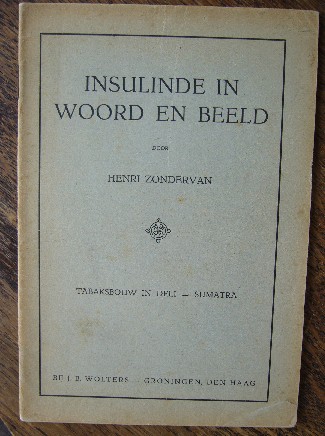 INSULINDE IN
WOORD EN BEELD
DOOR
HENRI ZONDERVAN
TABAKSBOUW IN DELI — SUMATRA
BIJ J. B. WOLTERS — GRONINGEN, DEN HAAG